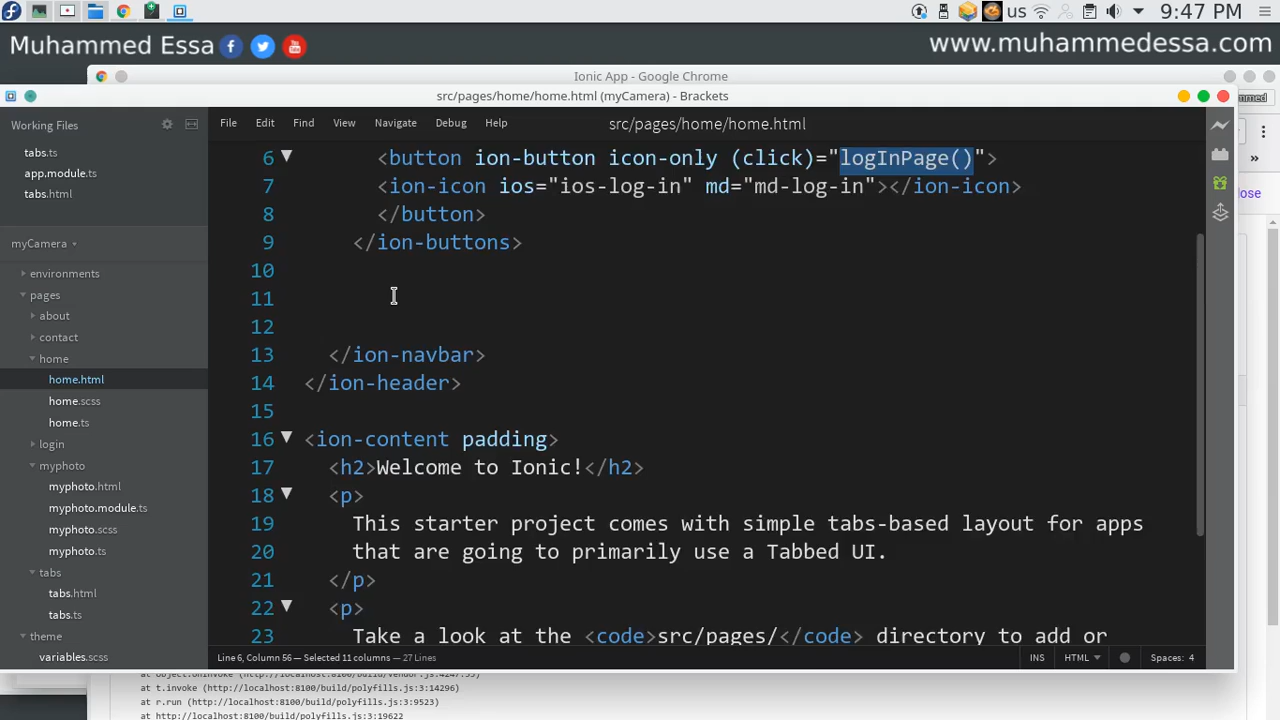 us 9:47 PM
Muhammed Essa
www.muhammedessa.com
Ionic App - Google Chrome
src/pages/home/home.html (myCamera) - Brackets
Working Files
tabs.ts
app.module.ts
tabs.html
myCamera
environments
pages
about
contact
home
home.html
home.scss
home.ts
login
myphoto
myphoto.html
myphoto.module.ts
myphoto.scss
myphoto.ts
tabs
tabs.html
tabs.ts
theme
variables.scss
File Edit Find View Navigate Debug Help
src/pages/home/home.html
6 <button ion-button icon-only (click)="logInPage()">
7 <ion-icon ios="ios-log-in" md="md-log-in"></ion-icon>
8 </button>
9 </ion-buttons>
10
11
12
13 </ion-navbar>
14 </ion-header>
15
16 <ion-content padding>
17 <h2>Welcome to Ionic!</h2>
18 <p>
19 This starter project comes with simple tabs-based layout for apps
20 that are going to primarily use a Tabbed UI.
21 </p>
22 <p>
23 Take a look at the <code>src/pages/</code> directory to add or
Line 6, Column 56 — Selected 11 columns — 27 Lines
INS HTML Spaces: 4
at t.invoke (http://localhost:8100/build/polyfills.js:3:14296)
at r.run (http://localhost:8100/build/polyfills.js:3:9523)
at http://localhost:8100/build/polyfills.js:3:19622